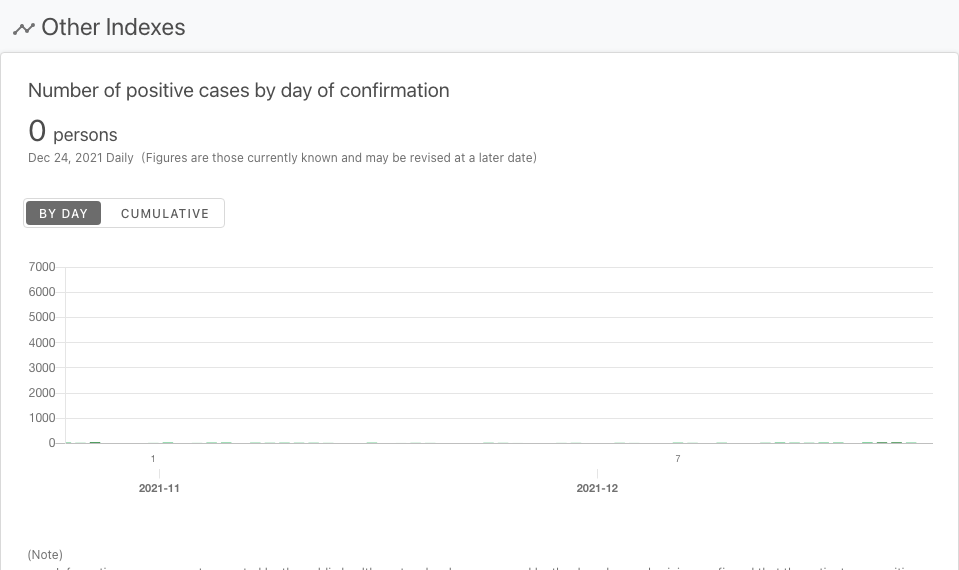 Other Indexes
Number of positive cases by day of confirmation
0 persons
Dec 24, 2021 Daily (Figures are those currently known and may be revised at a later date)
BY DAY CUMULATIVE
7000
6000
5000
4000
3000
2000
1000
0
1 7
2021-11 2021-12
(Note)